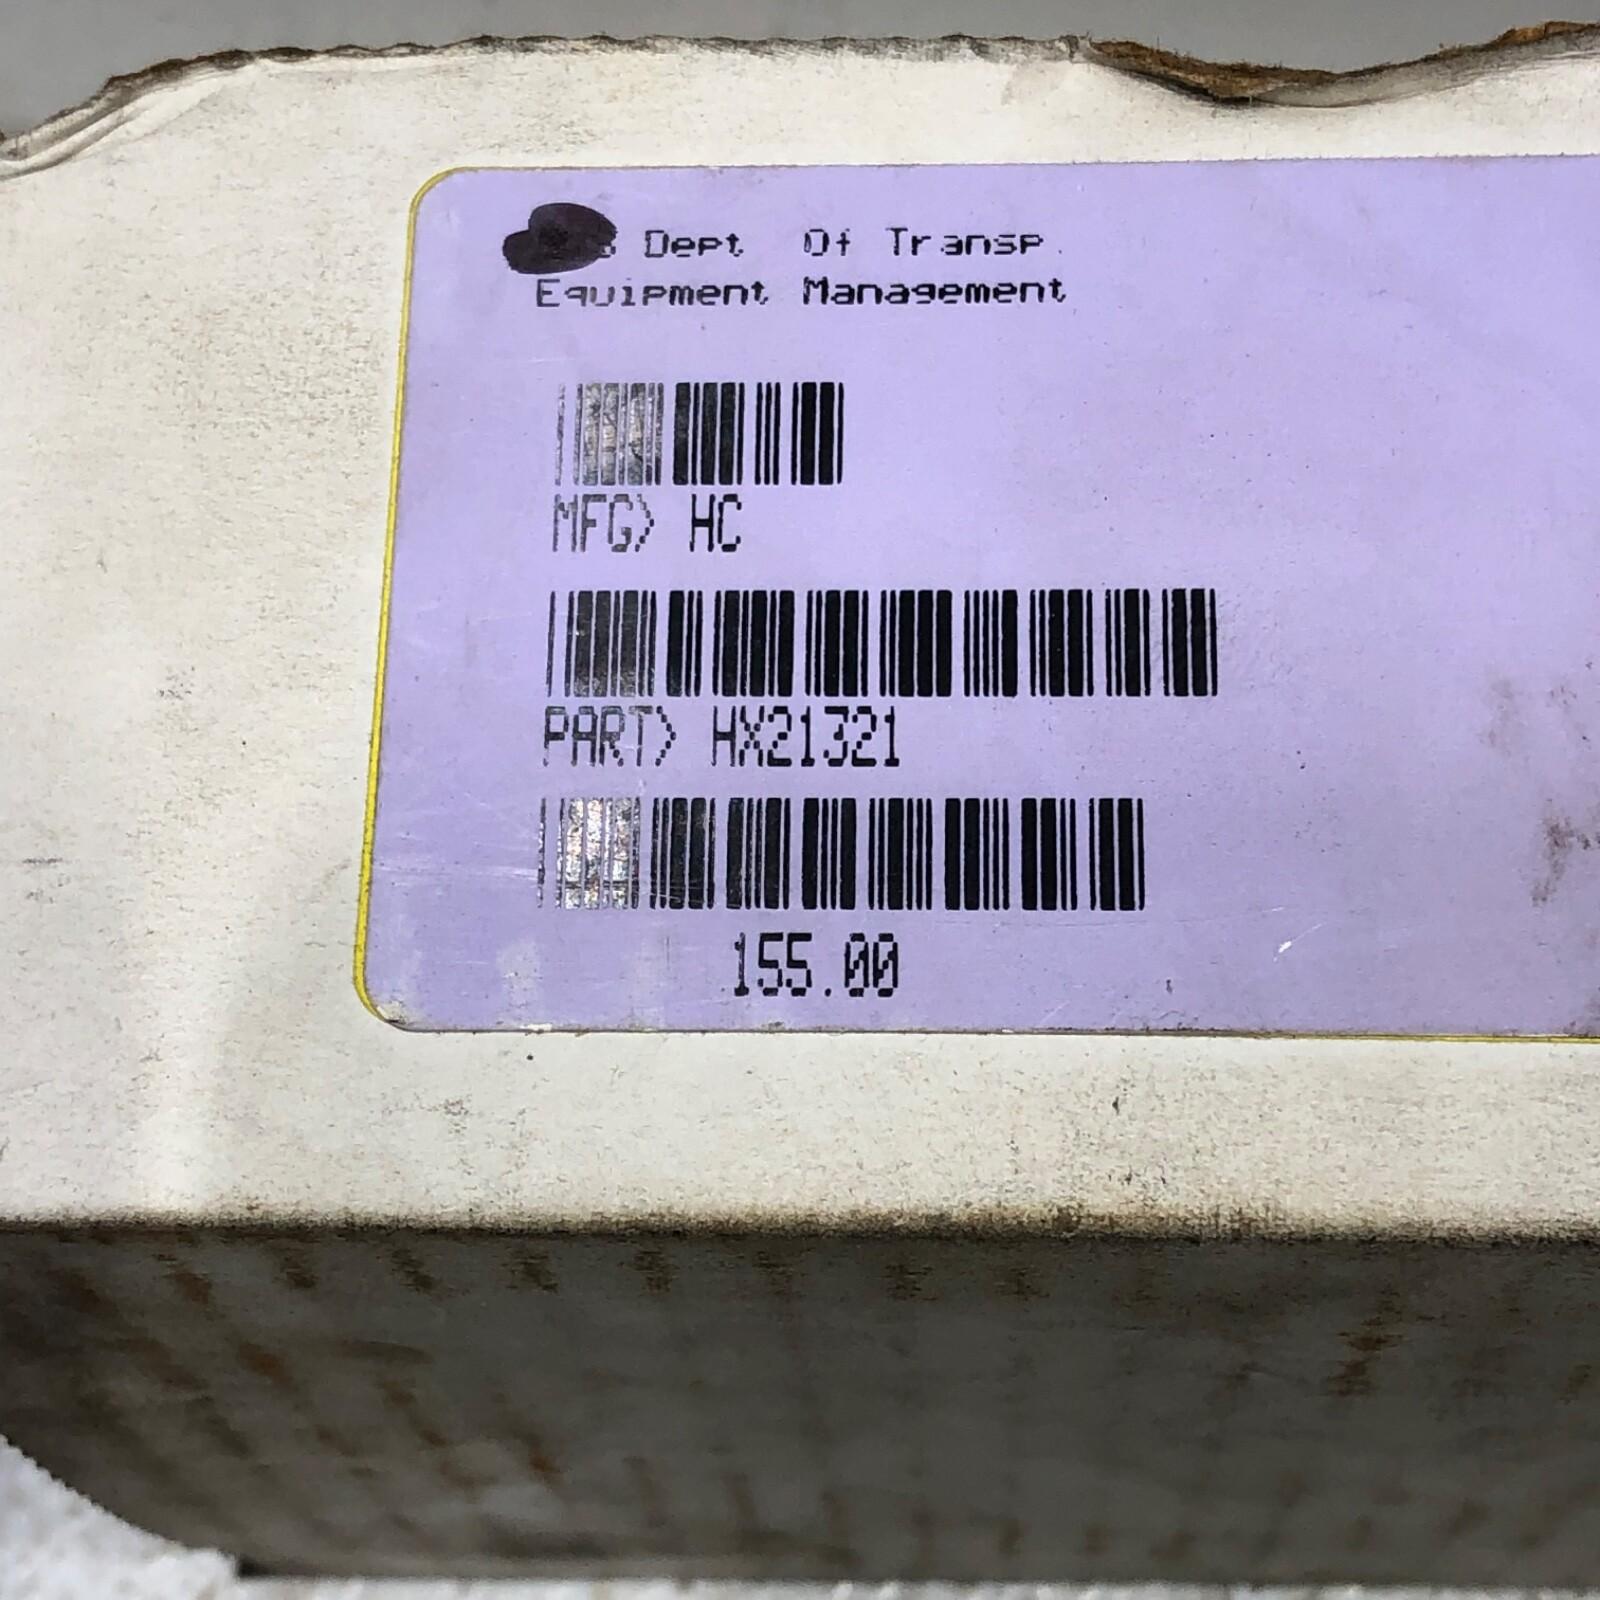 Dept Of Transp.
Equipment Management
MFG> HC
PART> HX21321
155.00